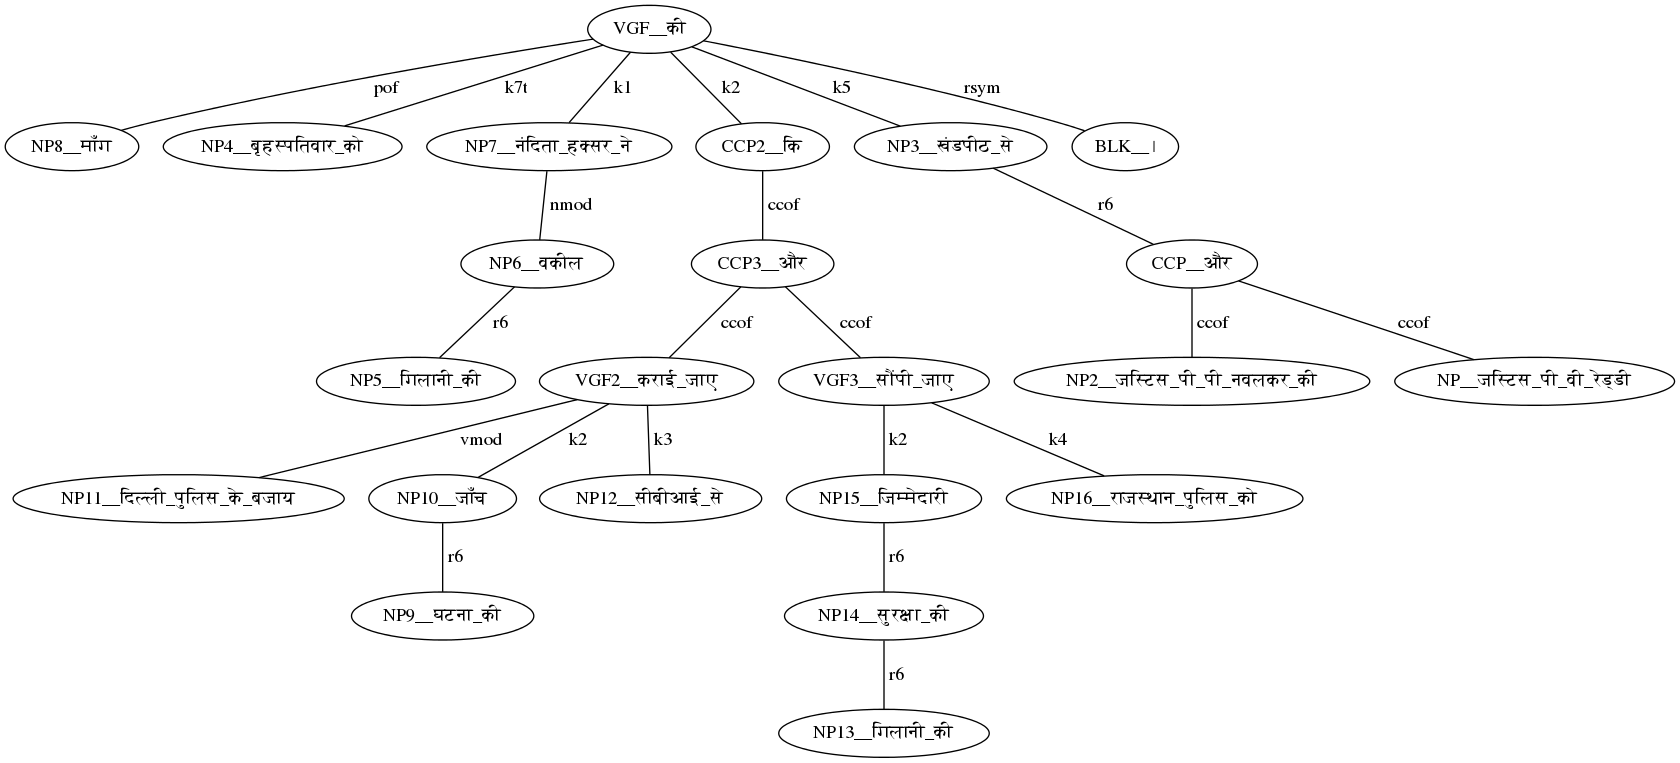 VGF__की
pof k7t k1 k2 k5 rsym
NP8__माँग NP4__बृहस्पतिवार_को NP7__नंदिता_हक्सर_ने CCP2__कि NP3__खंडपीठ_से BLK__।
nmod ccof r6
NP6__वकील CCP3__और CCP__और
r6 ccof ccof ccof ccof
NP5__गिलानी_की VGF2__कराई_जाए VGF3__सौंपी_जाए NP2__जस्टिस_पी_पी_नवलकर_की NP__जस्टिस_पी_वी_रेड्डी
vmod k2 k3 k2 k4
NP11__दिल्ली_पुलिस_के_बजाय NP10__जाँच NP12__सीबीआई_से NP15__जिम्मेदारी NP16__राजस्थान_पुलिस_को
r6 r6
NP9__घटना_की NP14__सुरक्षा_की
r6
NP13__गिलानी_की